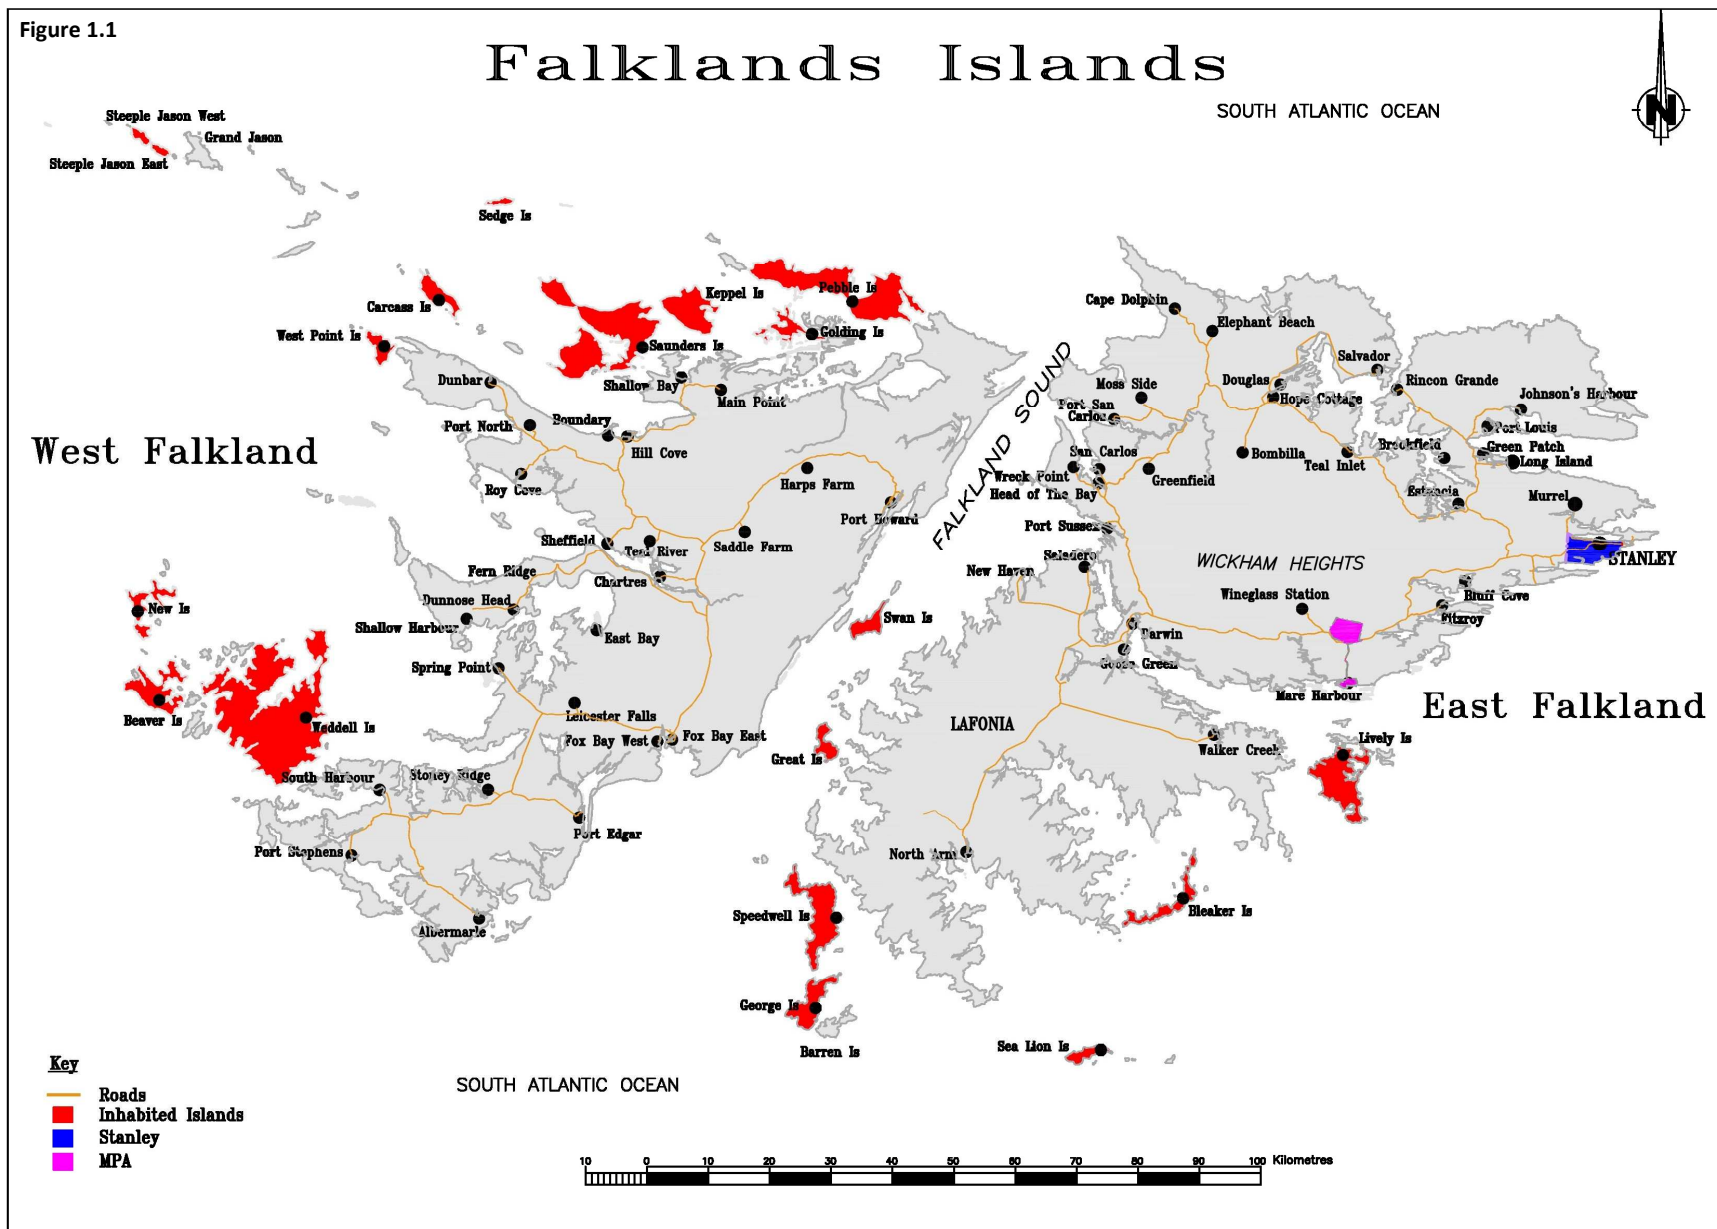 Figure 1.1
Falklands Islands
SOUTH ATLANTIC OCEAN
N
Steeple Jason West
Grand Jason
Steeple Jason East
Sedge Is
Carcass Is
Keppel Is
Pebble Is
West Point Is
Saunders Is
Golding Is
Dunbar
Shallow Bay
Main Point
Port North
Boundary
Hill Cove
West Falkland
Roy Cove
Harps Farm
Port Howard
Sheffield
Teal River
Saddle Farm
Fern Ridge
Chartres
Dunnose Head
New Is
Shallow Harbour
East Bay
Swan Is
Spring Point
Beaver Is
Weddell Is
Leicester Falls
Fox Bay West
Fox Bay East
Great Is
South Harbour
Stoney Ridge
Port Edgar
Port Stephens
Albermarle
Speedwell Is
George Is
Barren Is
FALKLAND SOUND
Cape Dolphin
Elephant Beach
Salvador
Moss Side
Douglas
Rincon Grande
Port San
Carlos
Hope Cottage
Johnson's Harbour
Port Louis
San Carlos
Bombilla
Brookfield
Green Patch
Teal Inlet
Long Island
Wreck Point
Greenfield
Head of The Bay
Estancia
Murrel
Port Sussex
Saladero
WICKHAM HEIGHTS
STANLEY
New Haven
Wineglass Station
Bluff Cove
Fitzroy
Darwin
Goose Green
Mare Harbour
East Falkland
LAFONIA
Walker Creek
Lively Is
North Arm
Bleaker Is
Sea Lion Is
SOUTH ATLANTIC OCEAN
Key
Roads
Inhabited Islands
Stanley
MPA
10 0 10 20 30 40 50 60 70 80 90 100 Kilometres